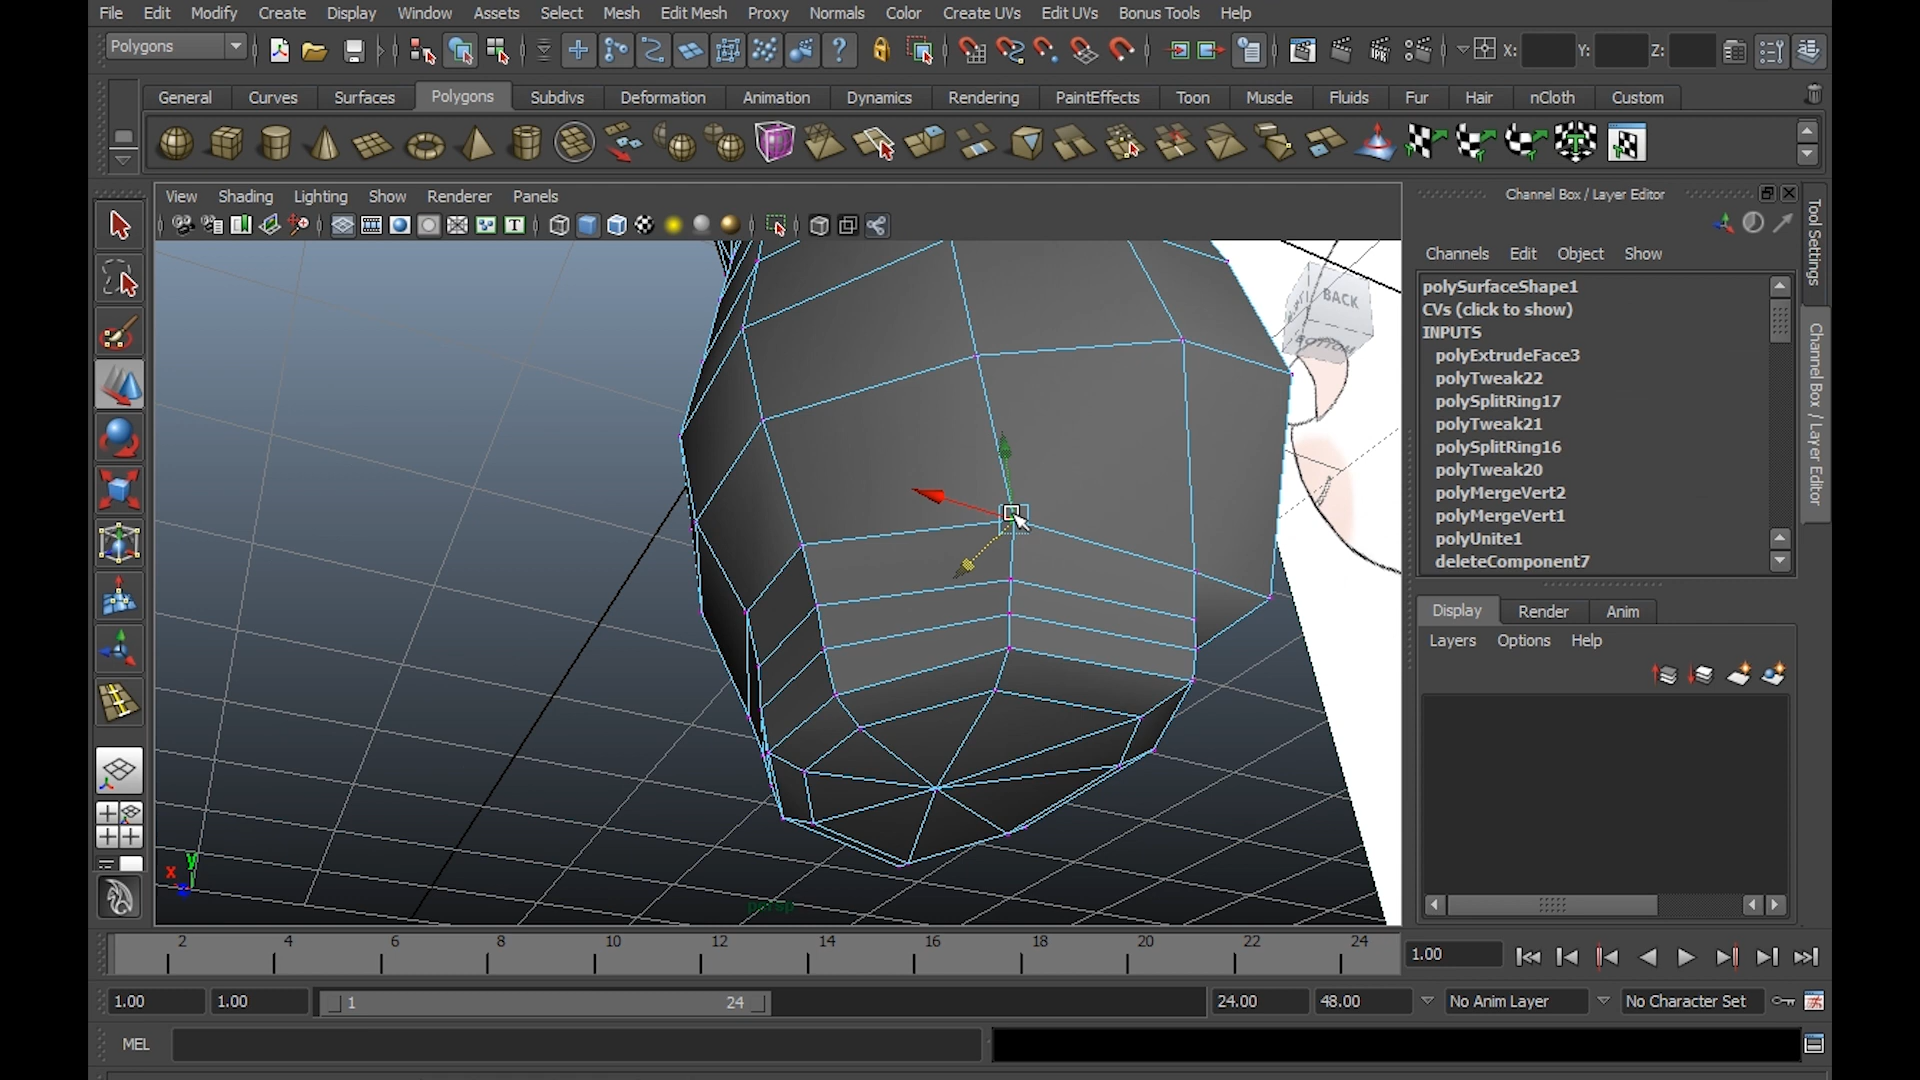 File Edit Modify Create Display Window Assets Select Mesh Edit Mesh Proxy Normals Color Create UVs Edit UVs Bonus Tools Help
Polygons
IPR
X: Y: Z:
General Curves Surfaces Polygons Subdivs Deformation Animation Dynamics Rendering PaintEffects Toon Muscle Fluids Fur Hair nCloth Custom
T
View Shading Lighting Show Renderer Panels
T
Channel Box / Layer Editor
Tool Settings
Channel Box / Layer Editor
Channels Edit Object Show
polySurfaceShape1
CVs (click to show)
INPUTS
polyExtrudeFace3
polyTweak22
polySplitRing17
polyTweak21
polySplitRing16
polyTweak20
polyMergeVert2
polyMergeVert1
polyUnite1
deleteComponent7
BACK
BOTTOM
Display Render Anim
Layers Options Help
persp
x y z
2 4 6 8 10 12 14 16 18 20 22 24
1.00
1.00 1.00 1 24 24.00 48.00 No Anim Layer No Character Set
MEL